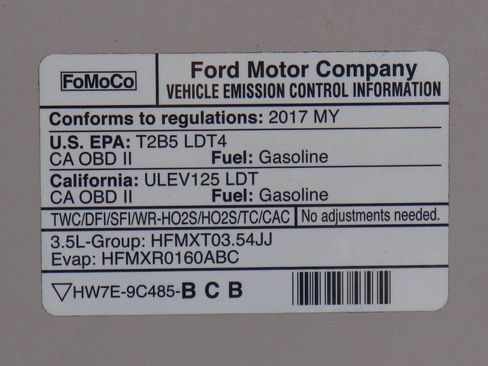 FoMoCo
Ford Motor Company
VEHICLE EMISSION CONTROL INFORMATION
Conforms to regulations: 2017 MY
U.S. EPA: T2B5 LDT4
CA OBD II Fuel: Gasoline
California: ULEV125 LDT
CA OBD II Fuel: Gasoline
TWC/DFI/SFI/WR-HO2S/HO2S/TC/CAC No adjustments needed.
3.5L-Group: HFMXT03.54JJ
Evap: HFMXR0160ABC
▽HW7E-9C485-B C B